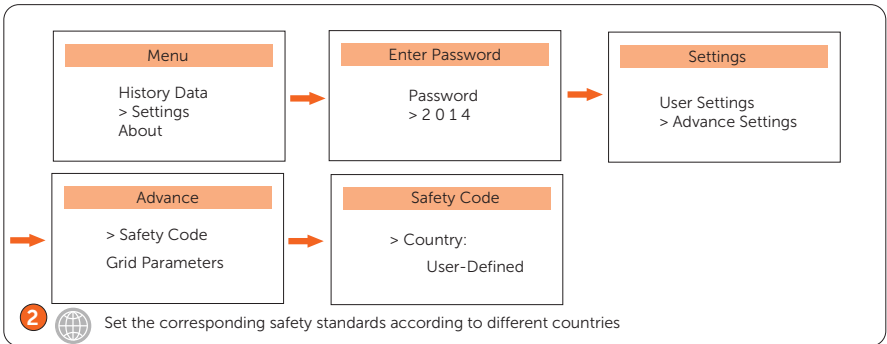 Menu
History Data
> Settings
About
Enter Password
Password
> 2 0 1 4
Settings
User Settings
> Advance Settings
Advance
> Safety Code
Grid Parameters
Safety Code
> Country:
User-Defined
2
Set the corresponding safety standards according to different countries